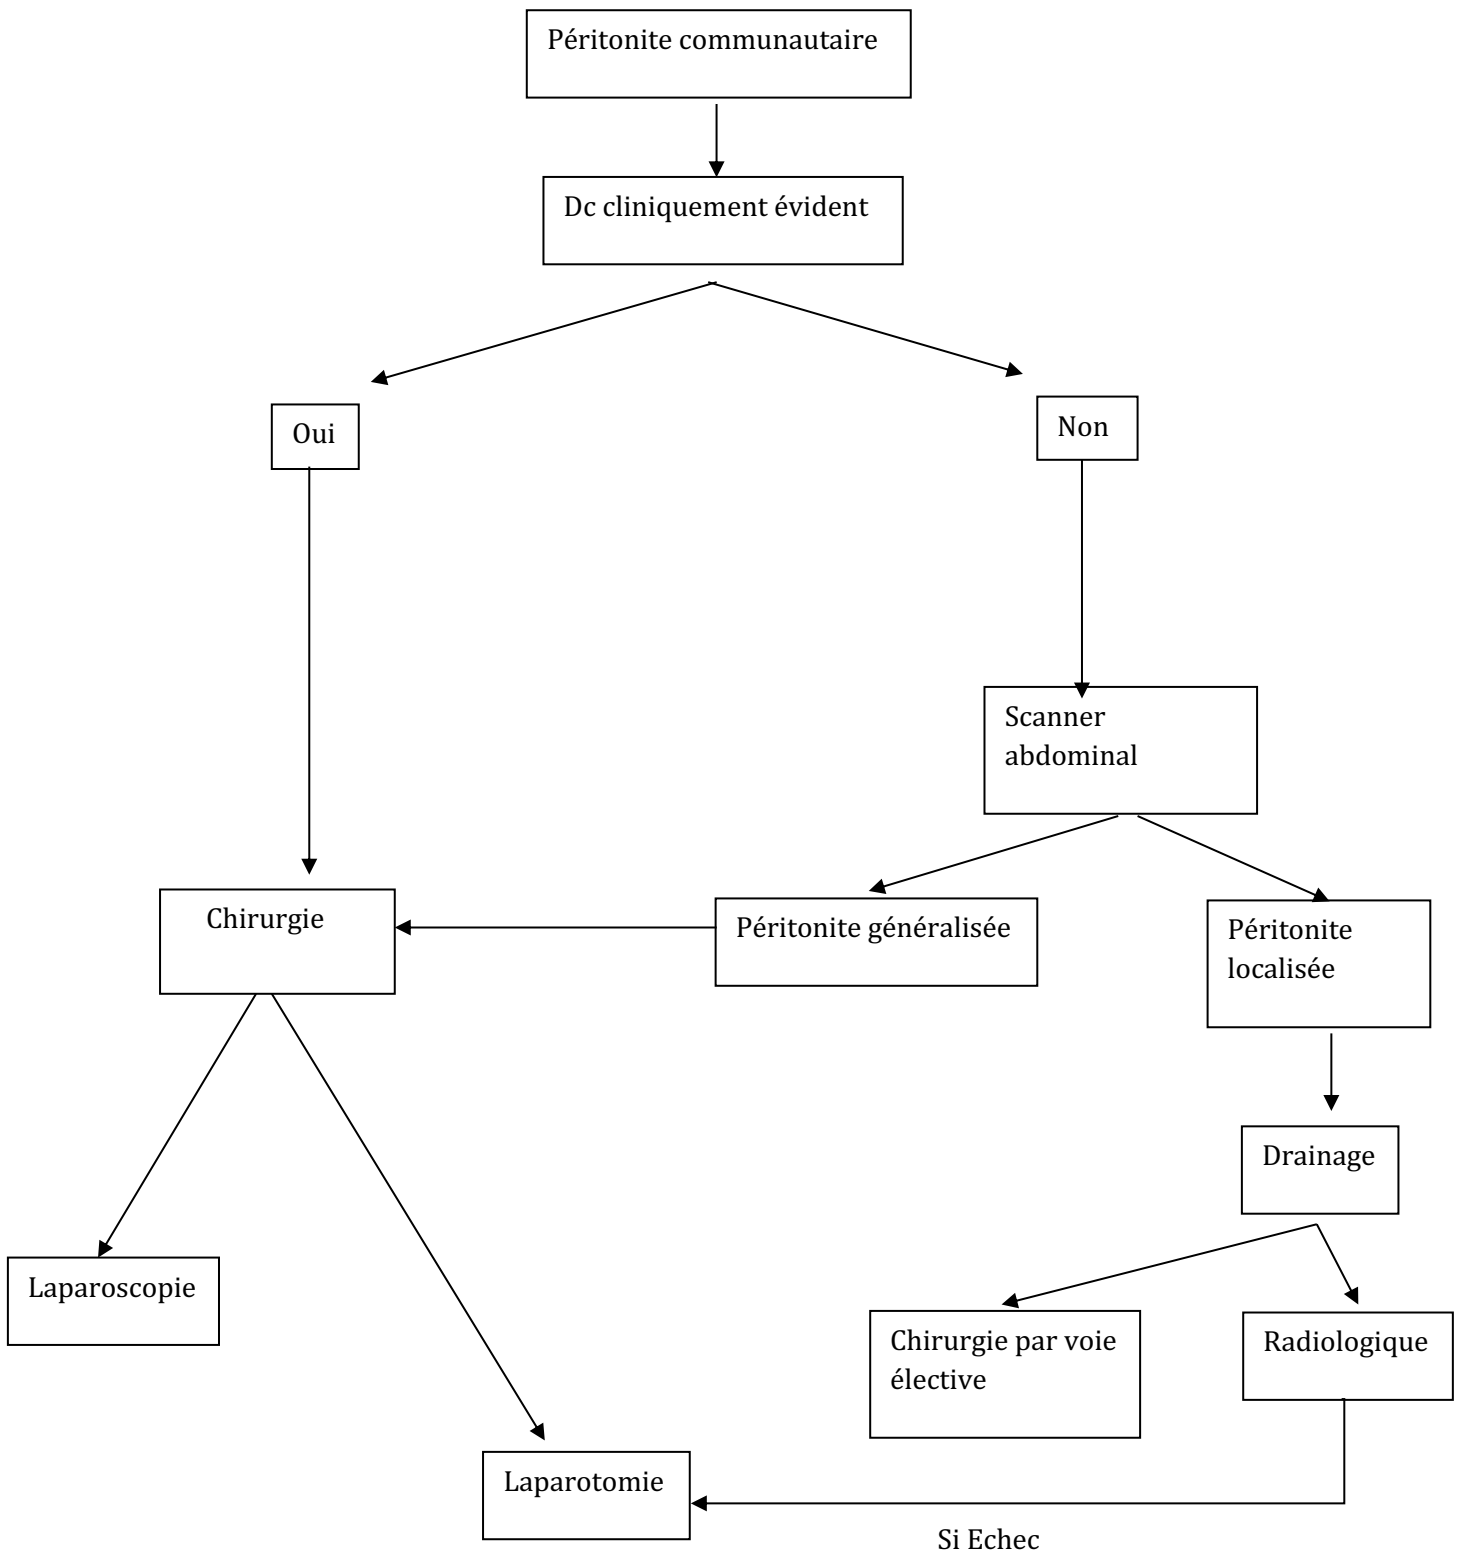 Péritonite communautaire
Dc cliniquement évident
Oui
Non
Scanner
abdominal
Chirurgie
Péritonite généralisée
Péritonite
localisée
Drainage
Laparoscopie
Chirurgie par voie
élective
Radiologique
Laparotomie
Si Echec